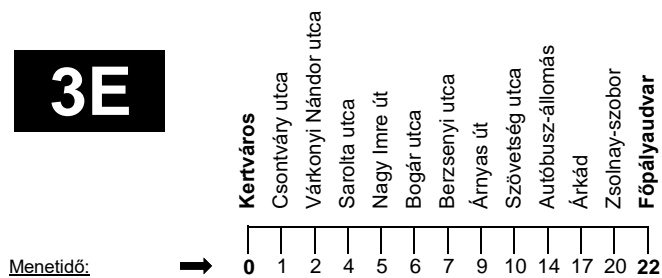 3E
Kertváros
Csontváry utca
Várkonyi Nándor utca
Sarolta utca
Nagy Imre út
Bogár utca
Berzsenyi utca
Árnyas út
Szövetség utca
Autóbusz-állomás
Árkád
Zsolnay-szobor
Főpályaudvar
Menetidő: ➡ 0 1 2 4 5 6 7 9 10 14 17 20 22